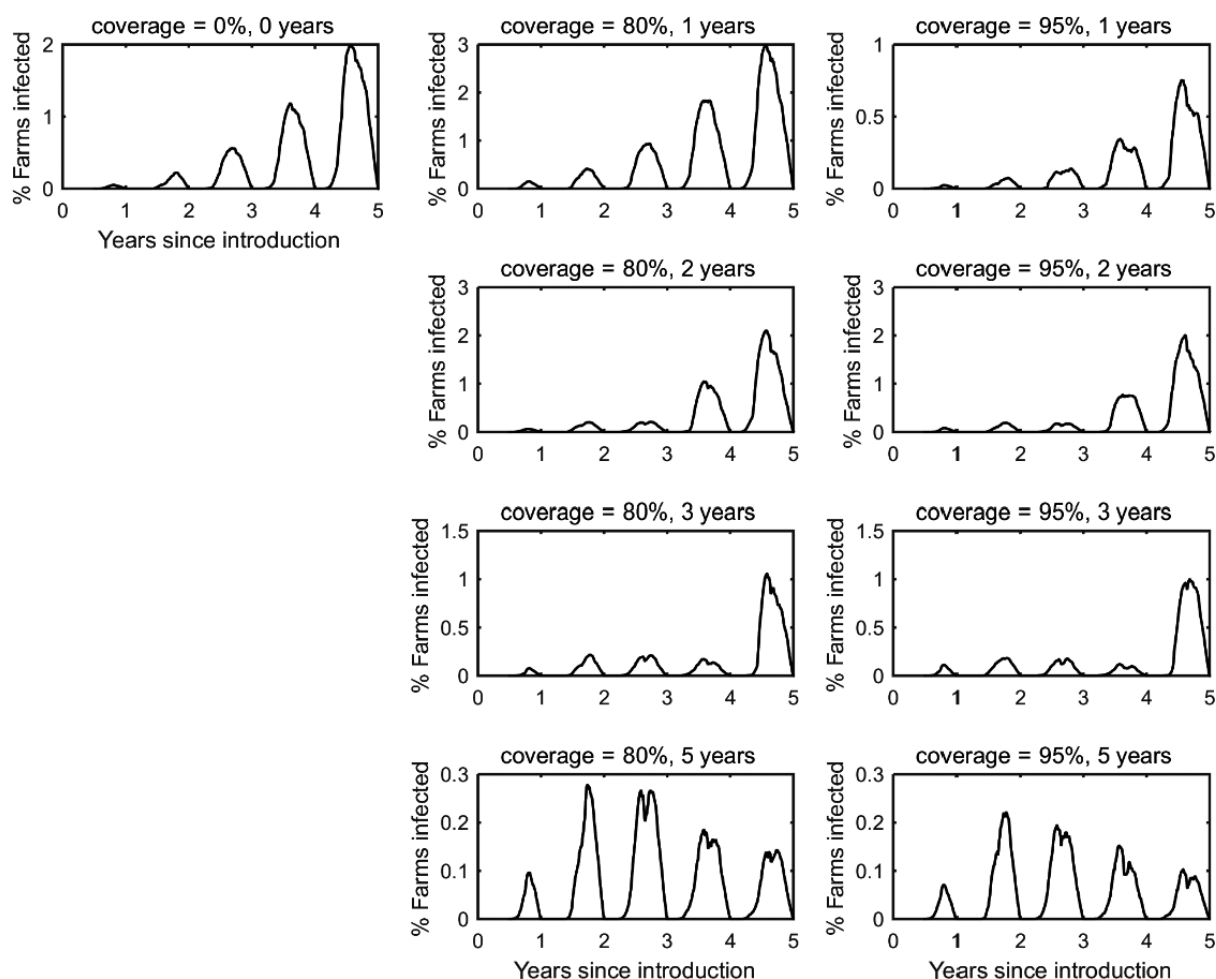 coverage = 0%, 0 years
% Farms infected
2
1
0
0 1 2 3 4 5
Years since introduction
coverage = 80%, 1 years
% Farms infected
3
2
1
0
0 1 2 3 4 5
coverage = 95%, 1 years
% Farms infected
1
0.5
0
0 1 2 3 4 5
coverage = 80%, 2 years
% Farms infected
3
2
1
0
0 1 2 3 4 5
coverage = 95%, 2 years
% Farms infected
3
2
1
0
0 1 2 3 4 5
coverage = 80%, 3 years
% Farms infected
1.5
1
0.5
0
0 1 2 3 4 5
coverage = 95%, 3 years
% Farms infected
1.5
1
0.5
0
0 1 2 3 4 5
coverage = 80%, 5 years
% Farms infected
0.3
0.2
0.1
0
0 1 2 3 4 5
Years since introduction
coverage = 95%, 5 years
% Farms infected
0.3
0.2
0.1
0
0 1 2 3 4 5
Years since introduction